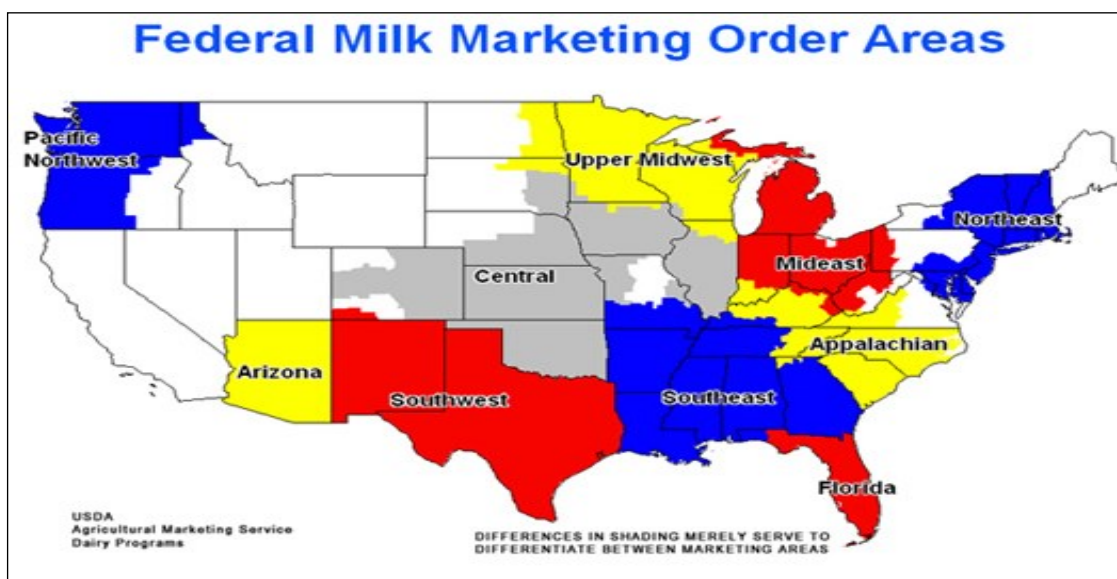 Federal Milk Marketing Order Areas
Pacific
Northwest
Upper Midwest
Northeast
Mideast
Central
Appalachian
Arizona
Southwest
Southeast
Florida
USDA
Agricultural Marketing Service
Dairy Programs
DIFFERENCES IN SHADING MERELY SERVE TO
DIFFERENTIATE BETWEEN MARKETING AREAS